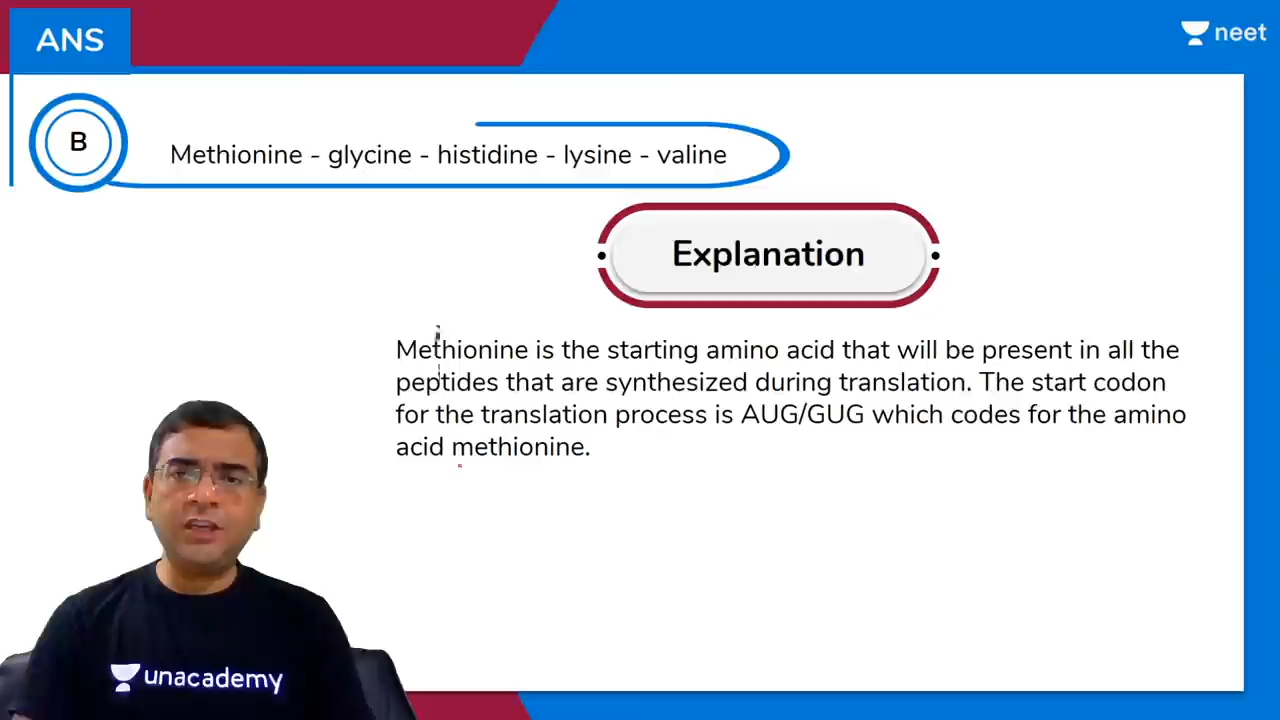 ANS
neet
B
Methionine - glycine - histidine - lysine - valine
Explanation
Methionine is the starting amino acid that will be present in all the
peptides that are synthesized during translation. The start codon
for the translation process is AUG/GUG which codes for the amino
acid methionine.
unacademy